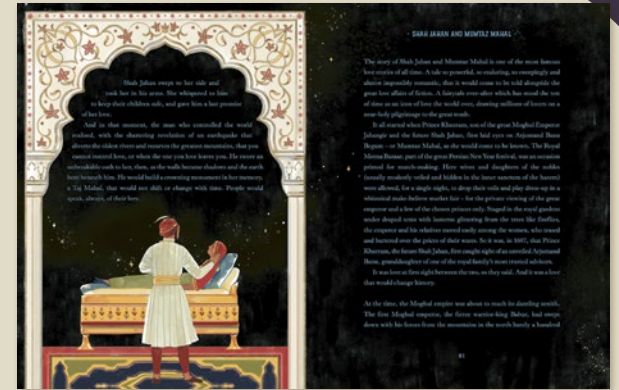 Shah Jahan swept to her side and
took her in his arms. She whispered to him
to keep their children safe, and gave him a last promise
of her love.
And in that moment, the man who controlled the world
realised, with the shattering revelation of an earthquake that
diverts the oldest rivers and uncovers the greatest mountains, that you
cannot control love, or when the one you love leaves you. He swore an
unbreakable oath to her, then, as the walls became shadows and the earth
bent beneath him. He would build a crowning monument in her memory,
a Taj Mahal, that would not shift or change with time. People would
speak, always, of their love.
SHAH JAHAN AND MUMTAZ MAHAL
The story of Shah Jahan and Mumtaz Mahal is one of the most famous
love stories of all time. A tale so powerful, so enduring, so sweepingly and
almost impossibly romantic, that it would come to be told alongside the
great love affairs of fiction. A fairytale ever-after which has stood the test
of time as an icon of love the world over, drawing millions of lovers on a
near-holy pilgrimage to the great tomb.
It all started when Prince Khurram, son of the great Moghul Emperor
Jahangir and the future Shah Jahan, first laid eyes on Arjumand Banu
Begum – or Mumtaz Mahal, as she would come to be known. The Royal
Meena Bazaar, part of the great Persian New Year festival, was an occasion
primed for match-making. Here wives and daughters of the nobles
(usually modestly veiled and hidden in the inner sanctum of the harem)
were allowed, for a single night, to drop their veils and play dress-up in a
whimsical make-believe market fair – for the private viewing of the great
emperor and a few of the chosen princes only. Staged in the royal gardens
under draped tents with lanterns glittering from the trees like fireflies,
the emperor and his relatives moved easily among the women, who teased
and bartered over the prices of their wares. So it was, in 1607, that Prince
Khurram, the future Shah Jahan, first caught sight of an unveiled Arjumand
Banu, granddaughter of one of the royal family's most trusted advisors.
It was love at first sight between the two, so they said. And it was a love
that would change history.
At the time, the Moghul empire was about to reach its dazzling zenith.
The first Moghul emperor, the fierce warrior-king Babur, had swept
down with his forces from the mountains in the north barely a hundred